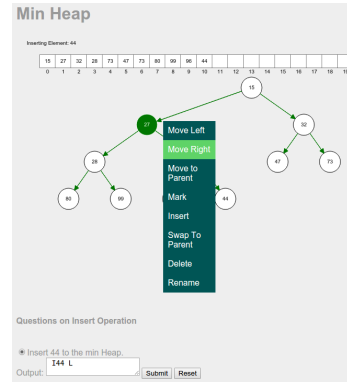 Min Heap
Inserting Element: 44
15 27 32 28 73 47 73 80 99 44
0 1 2 3 4 5 6 7 8 9 10 11 12 13 14 15 16 17 18
15
27 32
28 47 73
80 99 44
Move Left
Move Right
Move to
Parent
Mark
Insert
Swap To
Parent
Delete
Rename
Questions on Insert Operation
Insert 44 to the min Heap.
I44 L
Output: Submit Reset